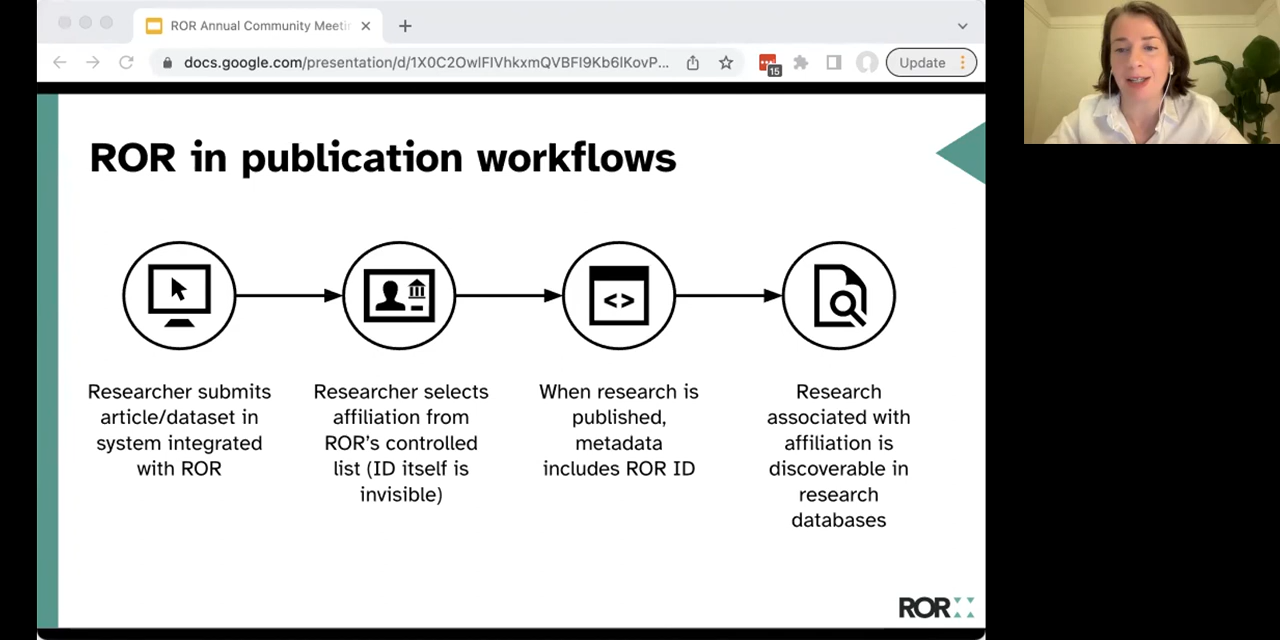 ROR Annual Community Meetin
docs.google.com/presentation/d/1X0C2OwlFIVhkxmQVBFI9Kb6lKovP...
15
Update
ROR in publication workflows
Researcher submits
article/dataset in
system integrated
with ROR
Researcher selects
affiliation from
ROR's controlled
list (ID itself is
invisible)
When research is
published,
metadata
includes ROR ID
Research
associated with
affiliation is
discoverable in
research
databases
<>
ROR